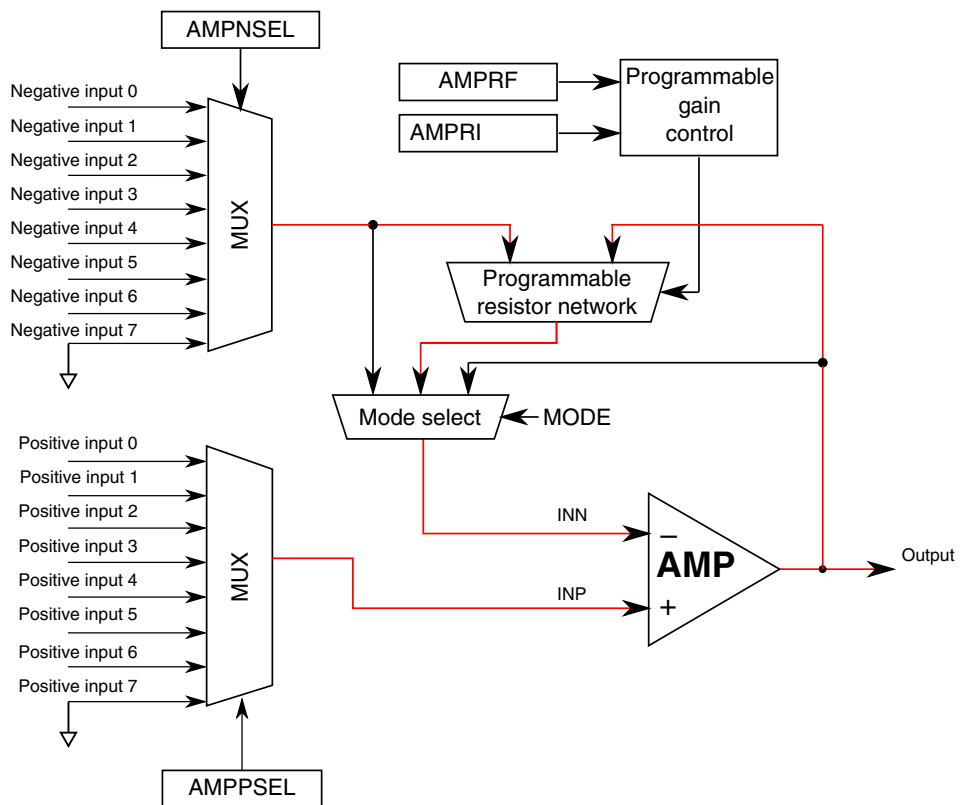 AMPNSEL
Negative input 0
Negative input 1
Negative input 2
Negative input 3
Negative input 4
Negative input 5
Negative input 6
Negative input 7
MUX
AMPRF
AMPRI
Programmable
gain
control
Programmable
resistor network
Mode select
MODE
Positive input 0
Positive input 1
Positive input 2
Positive input 3
Positive input 4
Positive input 5
Positive input 6
Positive input 7
MUX
INN
INP
−
AMP
+
Output
AMPPSEL